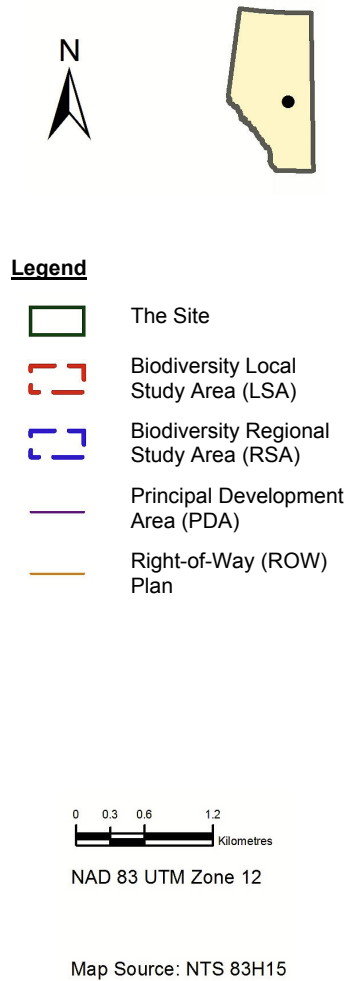 N
Legend
The Site
Biodiversity Local
Study Area (LSA)
Biodiversity Regional
Study Area (RSA)
Principal Development
Area (PDA)
Right-of-Way (ROW)
Plan
0 0.3 0.6 1.2
Kilometres
NAD 83 UTM Zone 12
Map Source: NTS 83H15